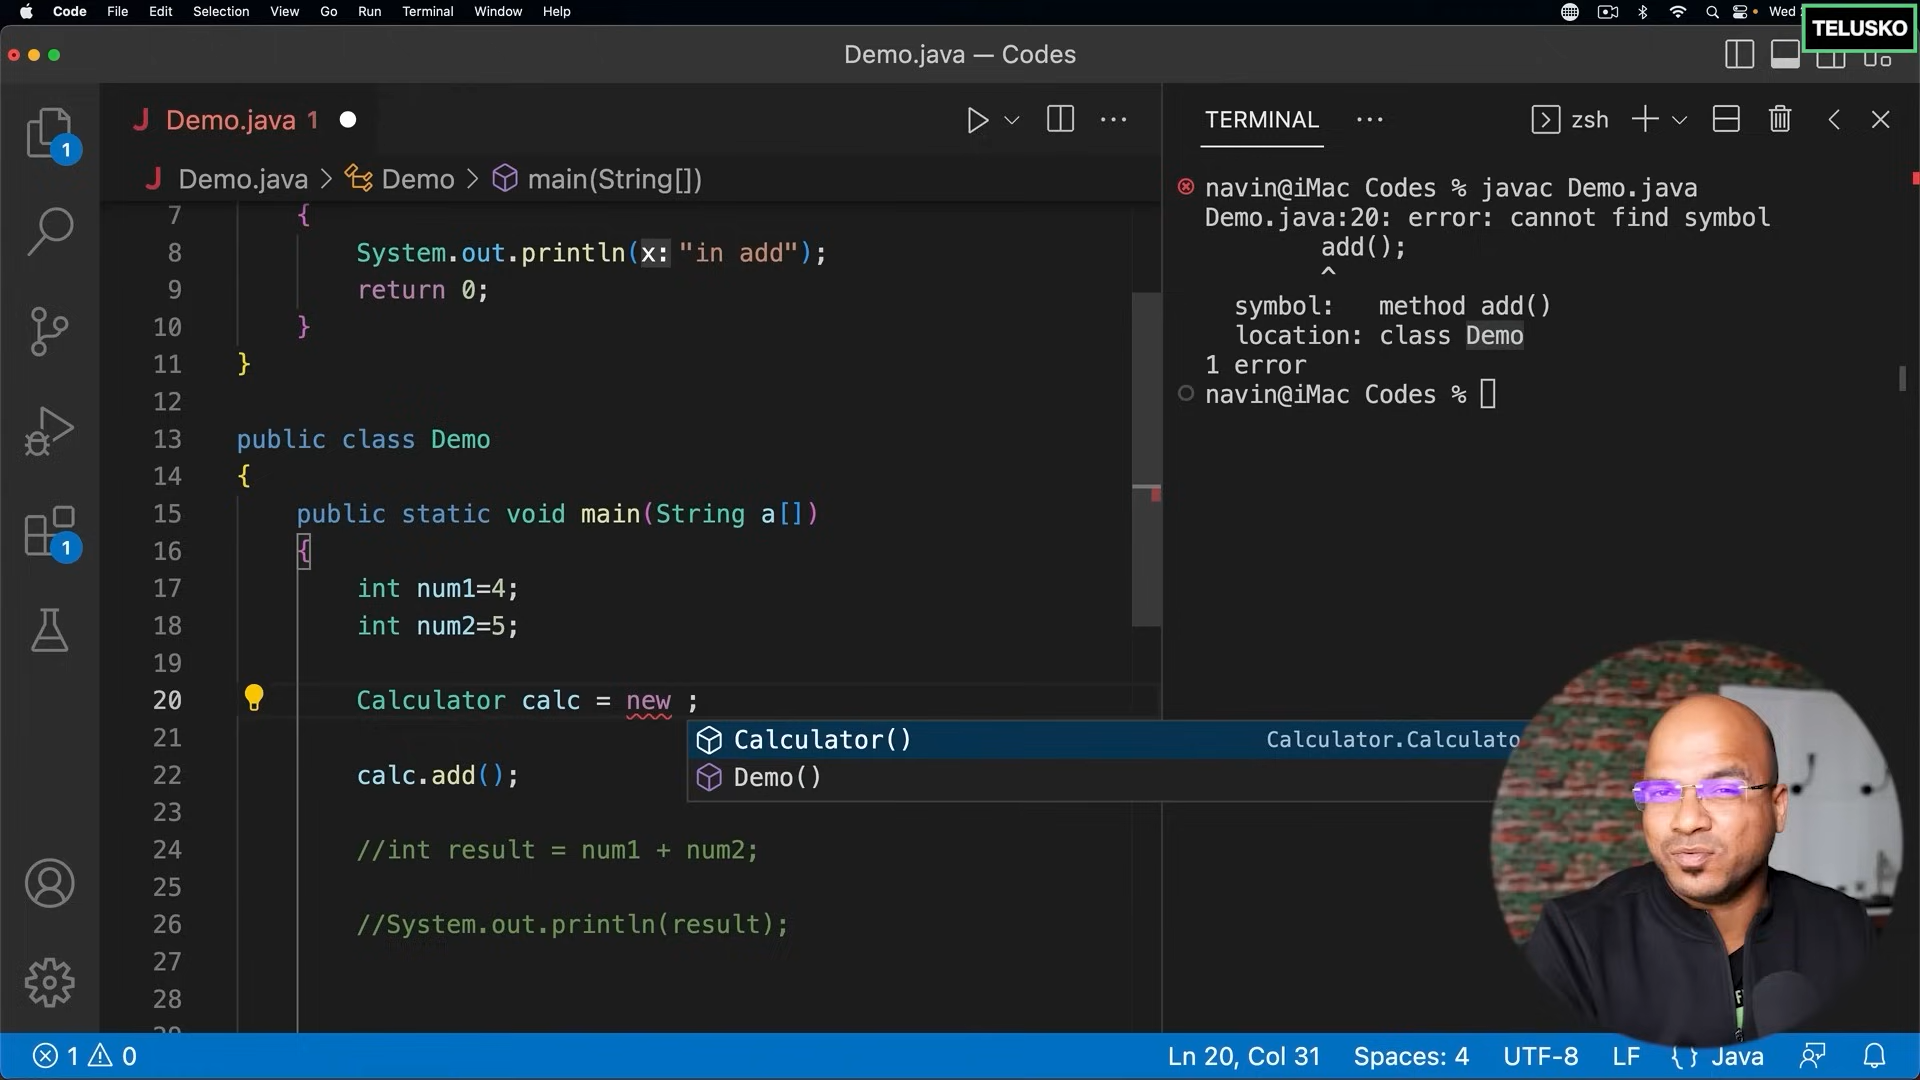 Code File Edit Selection View Go Run Terminal Window Help Wed
TELUSKO
Demo.java — Codes
Demo.java 1
Demo.java > Demo > main(String[])
7 {
8 System.out.println(x: "in add");
9 return 0;
10 }
11 }
12
13 public class Demo
14 {
15 public static void main(String a[])
16 {
17 int num1=4;
18 int num2=5;
19
20 Calculator calc = new ;
21
22 calc.add();
23
24 //int result = num1 + num2;
25
26 //System.out.println(result);
27
28
Calculator() Calculator.Calculato
Demo()
TERMINAL
zsh
navin@iMac Codes % javac Demo.java
Demo.java:20: error: cannot find symbol
add();
^
symbol: method add()
location: class Demo
1 error
navin@iMac Codes %
1
1
1 0
Ln 20, Col 31 Spaces: 4 UTF-8 LF {} Java